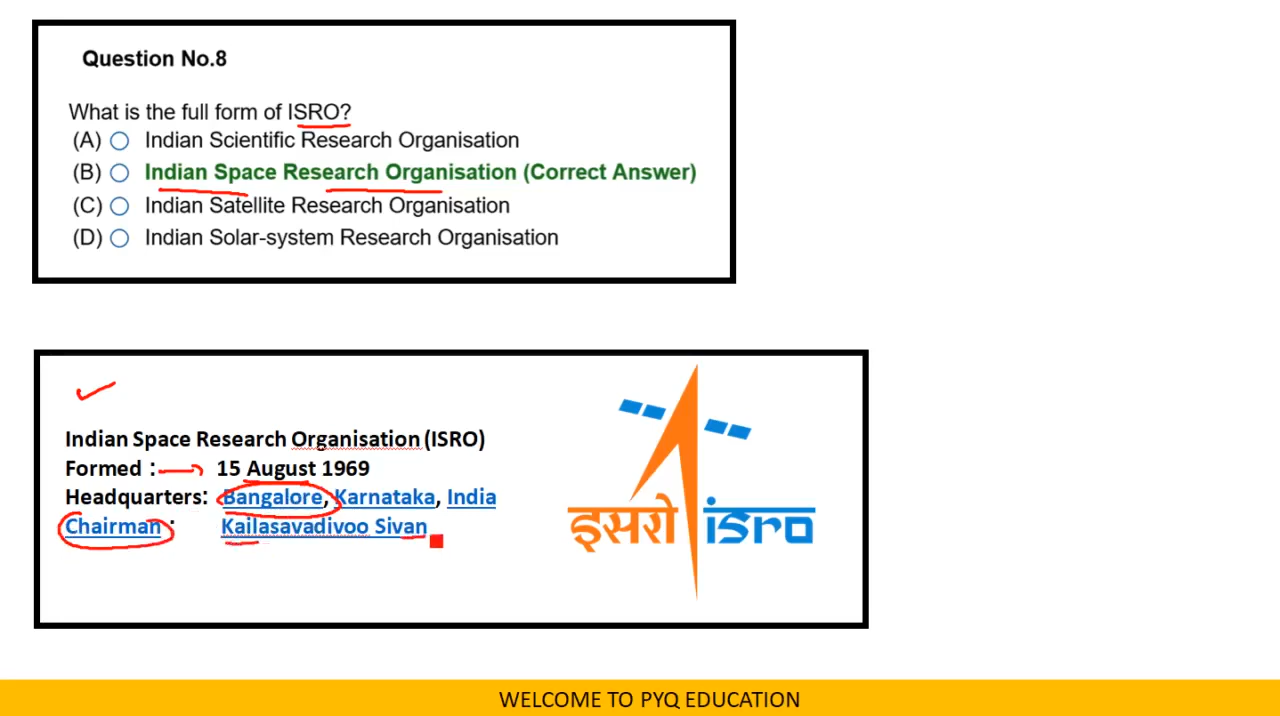 Question No.8
What is the full form of ISRO?
(A) Indian Scientific Research Organisation
(B) Indian Space Research Organisation (Correct Answer)
(C) Indian Satellite Research Organisation
(D) Indian Solar-system Research Organisation
Indian Space Research Organisation (ISRO)
Formed : 15 August 1969
Headquarters: Bangalore, Karnataka, India
Chairman : Kailasavadivoo Sivan
इसरो isro
WELCOME TO PYQ EDUCATION